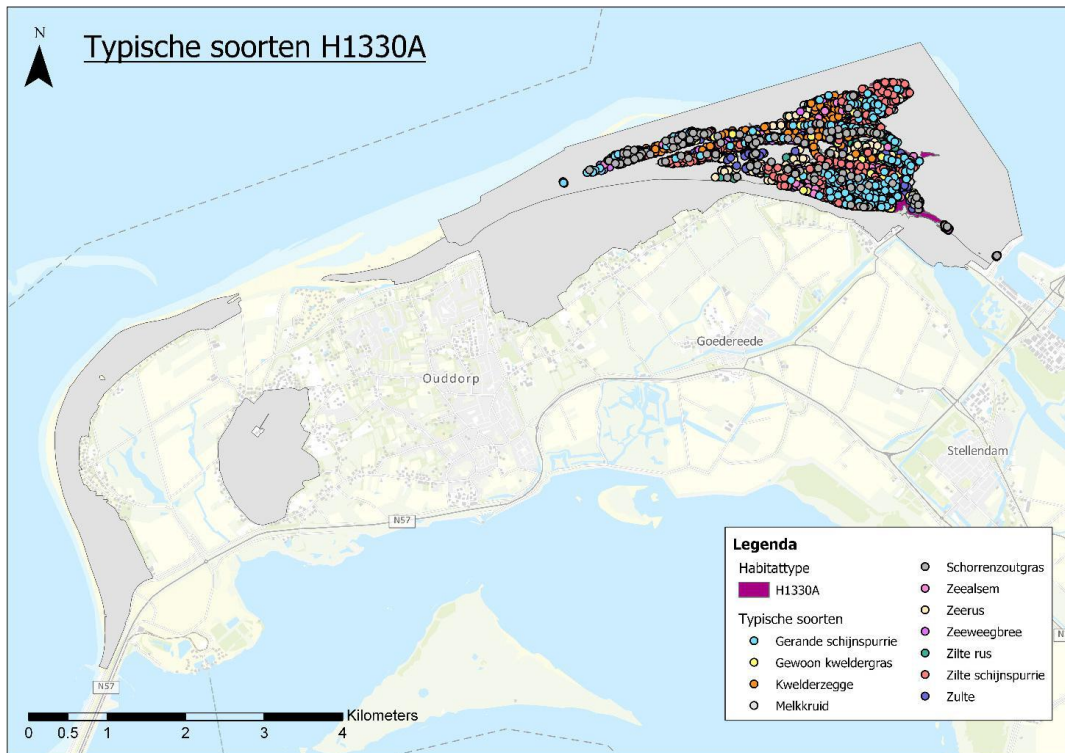 N
Typische soorten H1330A
Goedereede
Ouddorp
Stellendam
N57
N57
Kilometers
0 0.5 1 2 3 4
Legenda
Habitattype
H1330A
Typische soorten
Gerande schijnspurrie
Gewoon kweldergras
Kwelderzegge
Melkkruid
Schorrenzoutgras
Zeealsem
Zeerus
Zeeweegbree
Zilte rus
Zilte schijnspurrie
Zulte